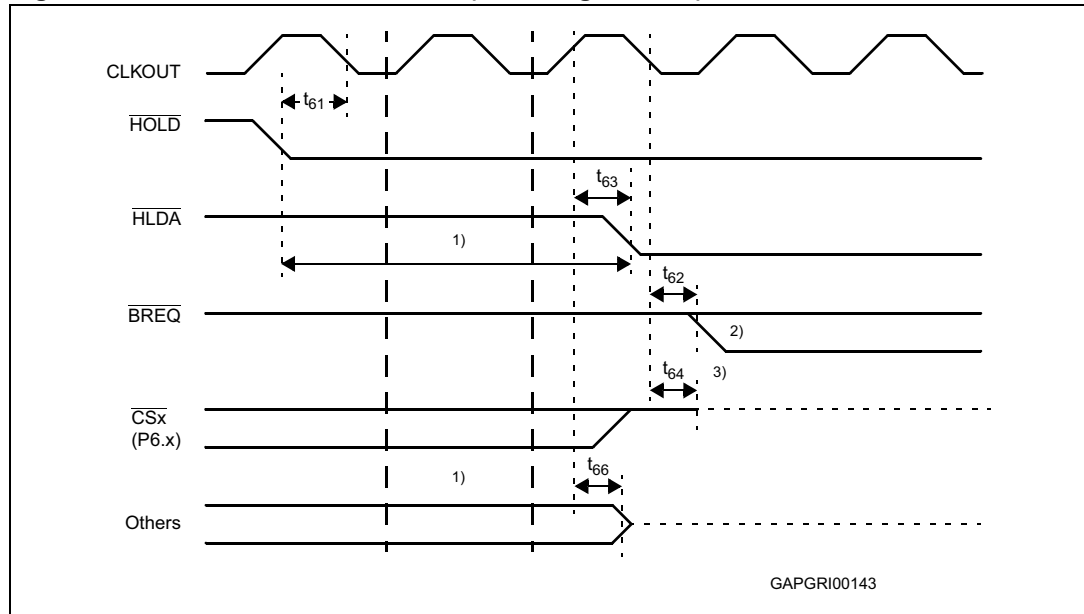 CLKOUT
t61
HOLD
t63
HLDA
1)
t62
BREQ
2)
3)
t64
CSx
(P6.x)
1)
t66
Others
GAPGRI00143